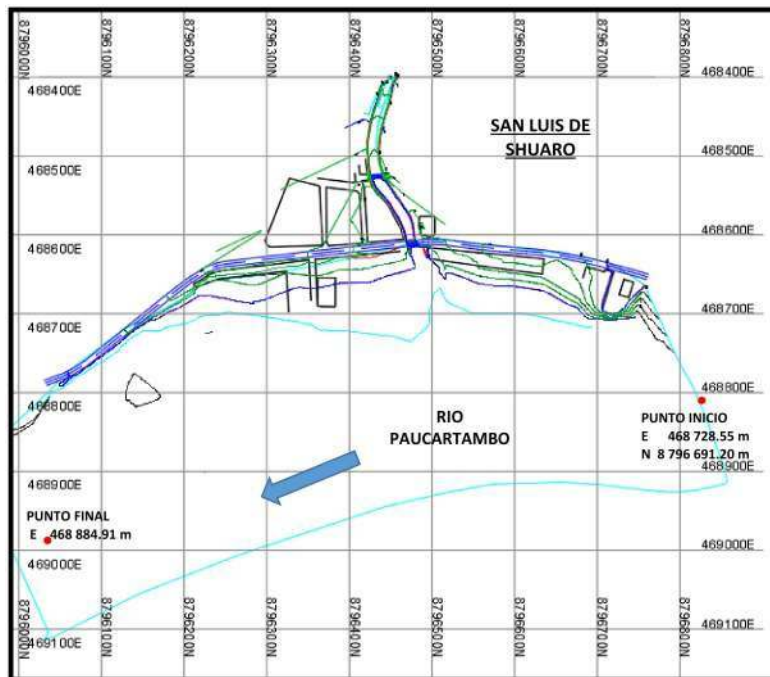 8796000N
8796100N
8796200N
8796300N
8796400N
8796500N
8796600N
8796700N
8796800N
468400E
468400E
SAN LUIS DE
SHUARO
468500E
468500E
468600E
468600E
468700E
468700E
468800E
468800E
RIO
PAUCARTAMBO
PUNTO INICIO
E 468 728.55 m
N 8 796 691.20 m
468900E
468900E
PUNTO FINAL
E 468 884.91 m
469000E
469000E
469100E
469100E
8796000N
8796100N
8796200N
8796300N
8796400N
8796500N
8796600N
8796700N
8796800N